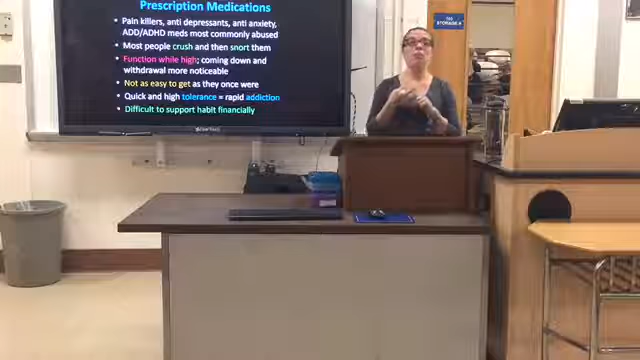 Prescription Medications
• Pain killers, anti depressants, anti anxiety,
ADD/ADHD meds most commonly abused
• Most people crush and then snort them
• Function while high; coming down and
withdrawal more noticeable
• Not as easy to get as they once were
• Quick and high tolerance = rapid addiction
• Difficult to support habit financially
STORAGE